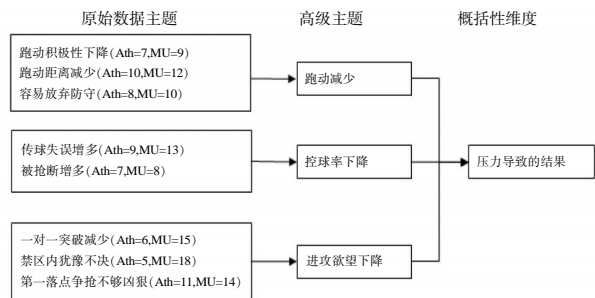 原始数据主题 高级主题 概括性维度
跑动积极性下降(Ath=7,MU=9)
跑动距离减少(Ath=10,MU=12)
容易放弃防守(Ath=8,MU=10)
跑动减少
传球失误增多(Ath=9,MU=13)
被抢断增多(Ath=7,MU=8)
控球率下降
压力导致的结果
一对一突破减少(Ath=6,MU=15)
禁区内犹豫不决(Ath=5,MU=18)
第一落点争抢不够凶狠(Ath=11,MU=14)
进攻欲望下降